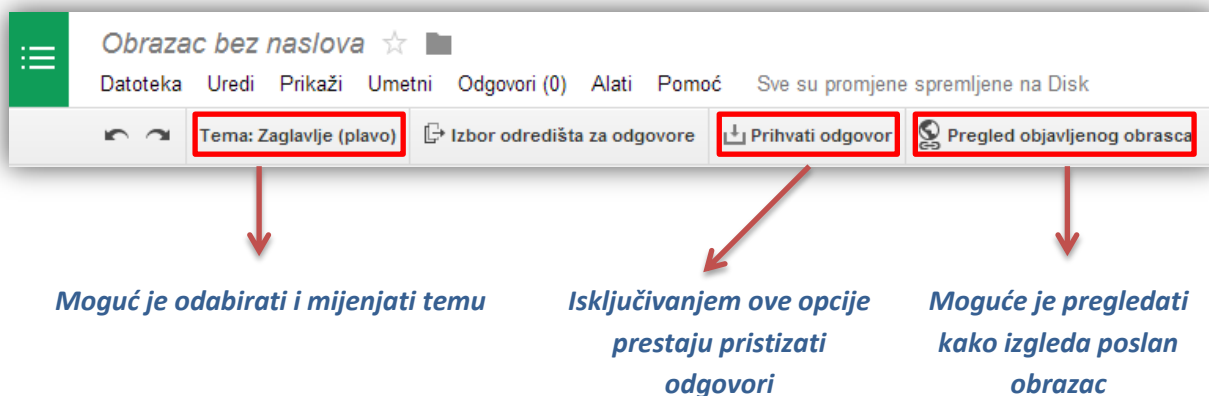 Obrazac bez naslova
Datoteka Uredi Prikaži Umetni Odgovori (0) Alati Pomoć Sve su promjene spremljene na Disk
Tema: Zaglavlje (plavo) Izbor odredišta za odgovore Prihvati odgovor Pregled objavljenog obrasca
Moguć je odabirati i mijenjati temu
Isključivanjem ove opcije
prestaju pristizati
odgovori
Moguće je pregledati
kako izgleda poslan
obrazac